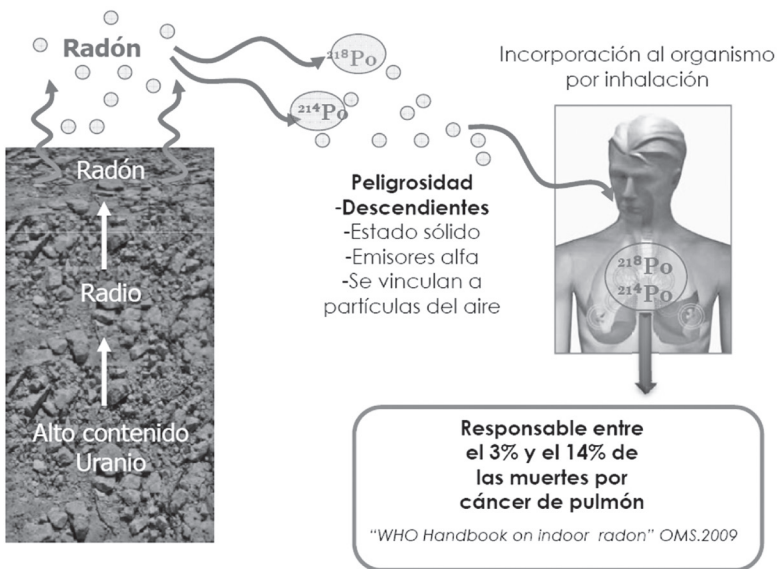 Radón
²¹⁸Po
²¹⁴Po
Radón
Radio
Alto contenido
Uranio
Peligrosidad
-Descendientes
-Estado sólido
-Emisores alfa
-Se vinculan a
partículas del aire
Incorporación al organismo
por inhalación
²¹⁸Po
²¹⁴Po
Responsable entre
el 3% y el 14% de
las muertes por
cáncer de pulmón
“WHO Handbook on indoor radon” OMS.2009